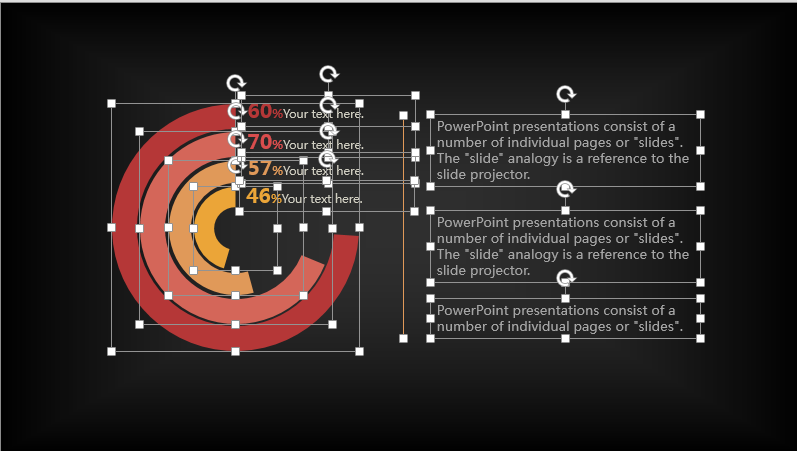 60%Your text here.
70%Your text here.
57%Your text here.
46%Your text here.
PowerPoint presentations consist of a
number of individual pages or "slides".
The "slide" analogy is a reference to the
slide projector.
PowerPoint presentations consist of a
number of individual pages or "slides".
The "slide" analogy is a reference to the
slide projector.
PowerPoint presentations consist of a
number of individual pages or "slides".